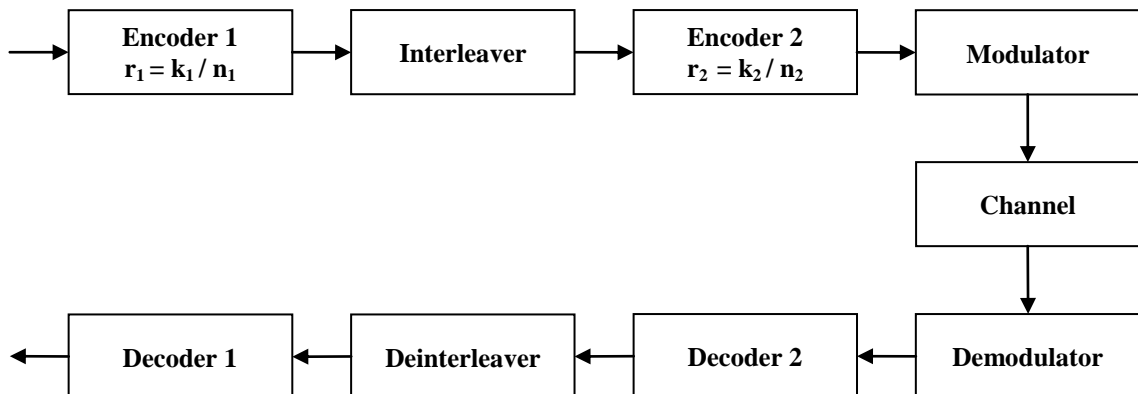 Encoder 1
r₁ = k₁ / n₁
Interleaver
Encoder 2
r₂ = k₂ / n₂
Modulator
Channel
Decoder 1
Deinterleaver
Decoder 2
Demodulator